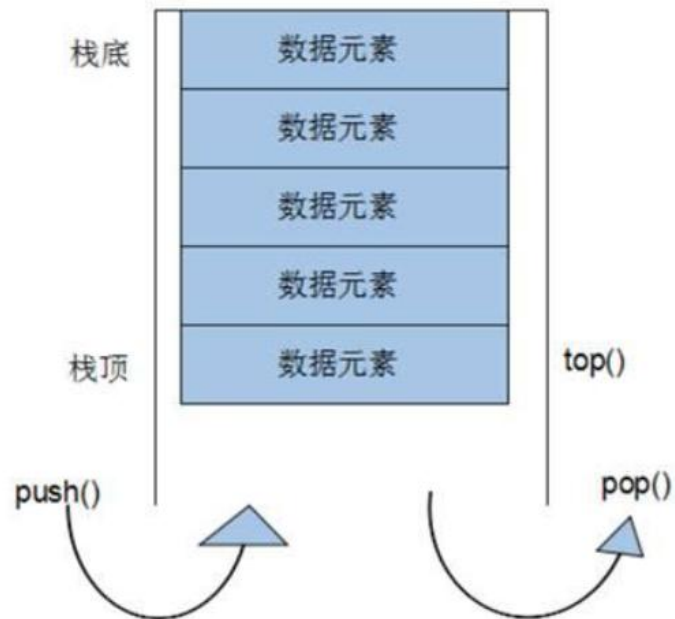 栈底
数据元素
数据元素
数据元素
数据元素
栈顶
数据元素
top()
push()
pop()